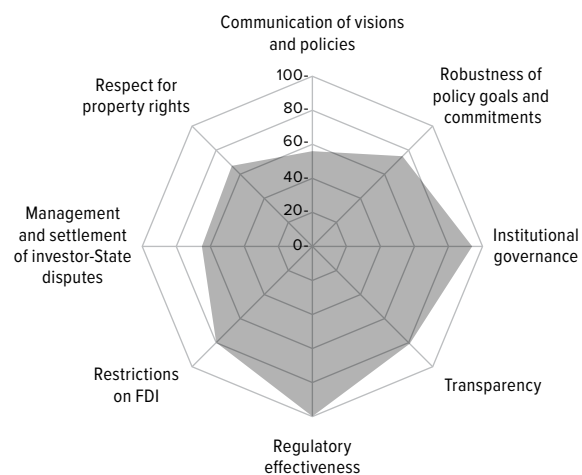 Communication of visions
and policies
Robustness of
policy goals and
commitments
Institutional
governance
Transparency
Regulatory
effectiveness
Restrictions
on FDI
Management
and settlement
of investor-State
disputes
Respect for
property rights
100-
80-
60-
40-
20-
0-